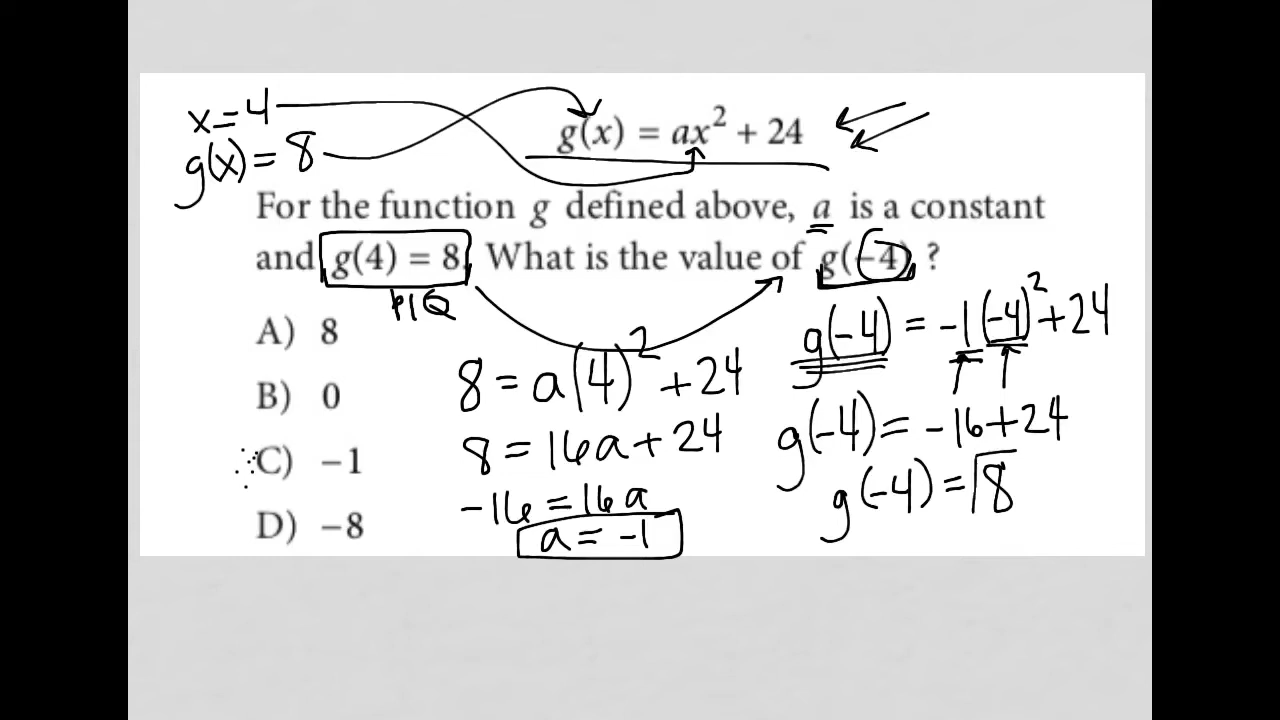 x = 4
g(x) = 8
g(x) = ax² + 24
For the function g defined above, a is a constant
and g(4) = 8. What is the value of g(−4) ?
PIQ
A) 8
B) 0
C) −1
D) −8
8 = a(4)² + 24
8 = 16a + 24
-16 = 16a
a = -1
g(-4) = -1(-4)² + 24
g(-4) = -16 + 24
g(-4) = 8